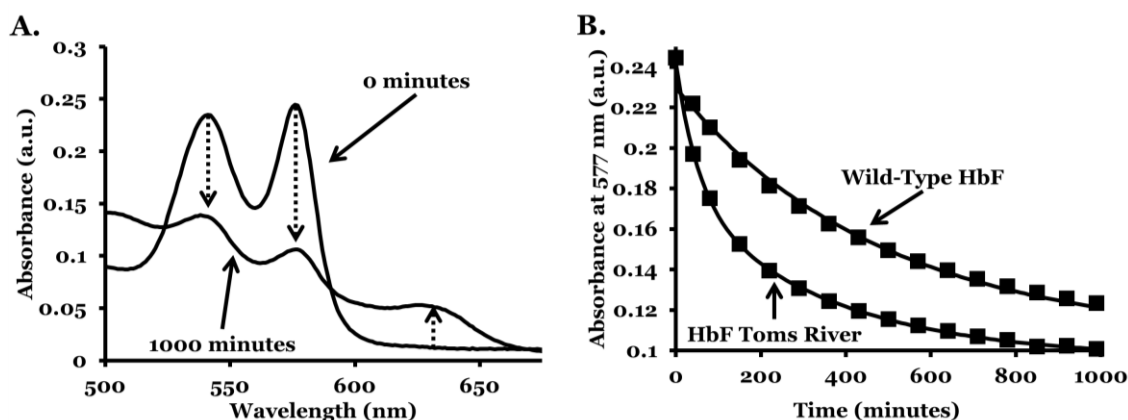 A.
Absorbance (a.u.)
0.3
0.25
0.2
0.15
0.1
0.05
0
0 minutes
1000 minutes
500
550
600
650
Wavelength (nm)
B.
Absorbance at 577 nm (a.u.)
0.24
0.22
0.2
0.18
0.16
0.14
0.12
0.1
Wild-Type HbF
HbF Toms River
0
200
400
600
800
1000
Time (minutes)